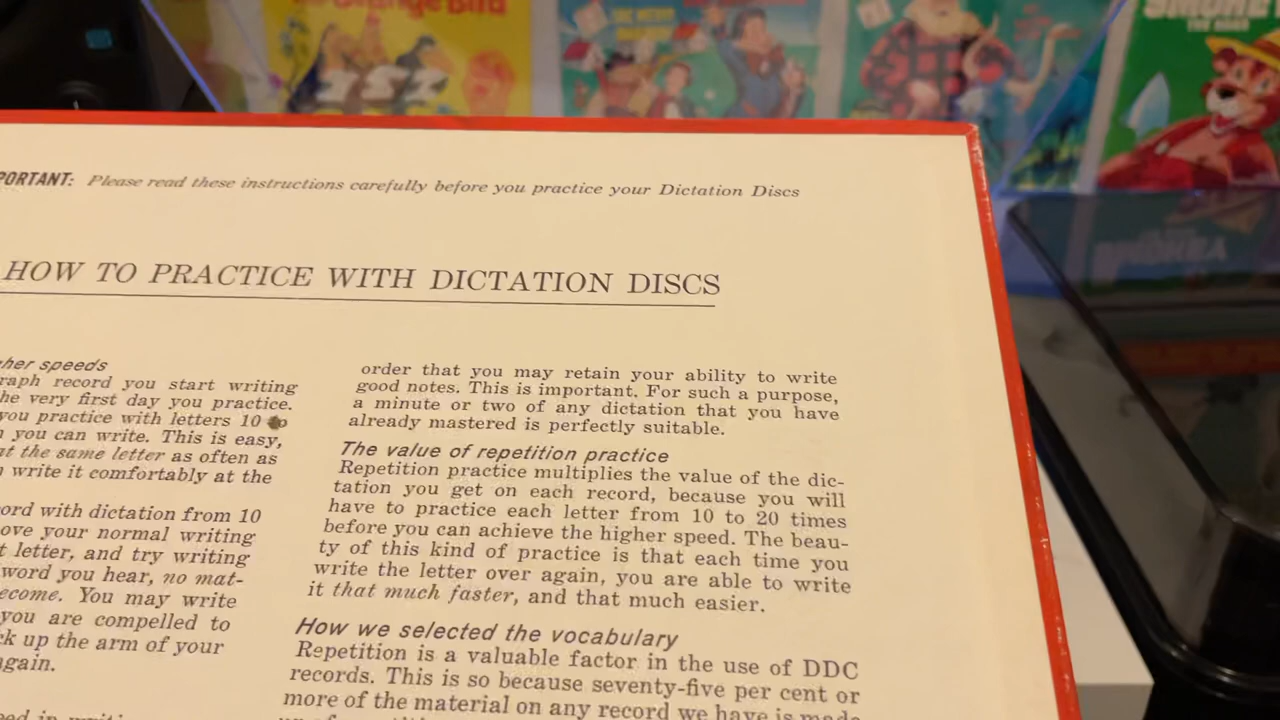 Orange Bird
SMOKEY
THE BEAR
PORTANT: Please read these instructions carefully before you practice your Dictation Discs
HOW TO PRACTICE WITH DICTATION DISCS
her speeds
raph record you start writing
he very first day you practice.
you practice with letters 10
you can write. This is easy,
at the same letter as often as
write it comfortably at the
ord with dictation from 10
ove your normal writing
t letter, and try writing
word you hear, no mat-
ecome. You may write
you are compelled to
ck up the arm of your
gain.
order that you may retain your ability to write
good notes. This is important. For such a purpose,
a minute or two of any dictation that you have
already mastered is perfectly suitable.
The value of repetition practice
Repetition practice multiplies the value of the dic-
tation you get on each record, because you will
have to practice each letter from 10 to 20 times
before you can achieve the higher speed. The beau-
ty of this kind of practice is that each time you
write the letter over again, you are able to write
it that much faster, and that much easier.
How we selected the vocabulary
Repetition is a valuable factor in the use of DDC
records. This is so because seventy-five per cent or
more of the material on any record we have is made